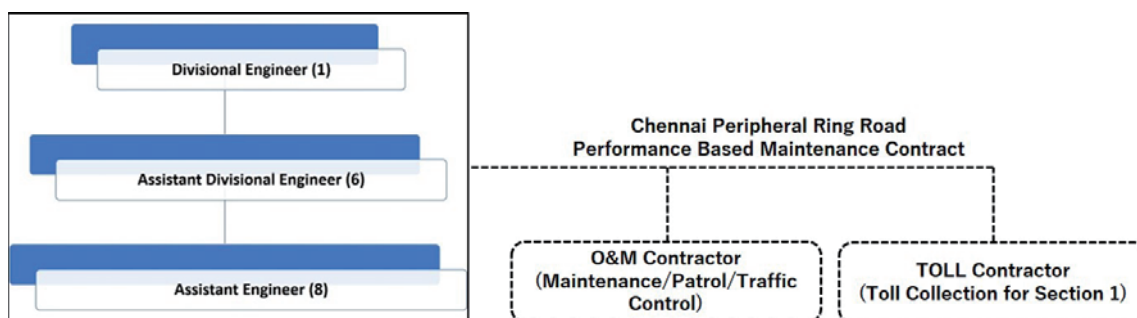 Divisional Engineer (1)
Assistant Divisional Engineer (6)
Assistant Engineer (8)
Chennai Peripheral Ring Road
Performance Based Maintenance Contract
O&M Contractor
(Maintenance/Patrol/Traffic
Control)
TOLL Contractor
(Toll Collection for Section 1)